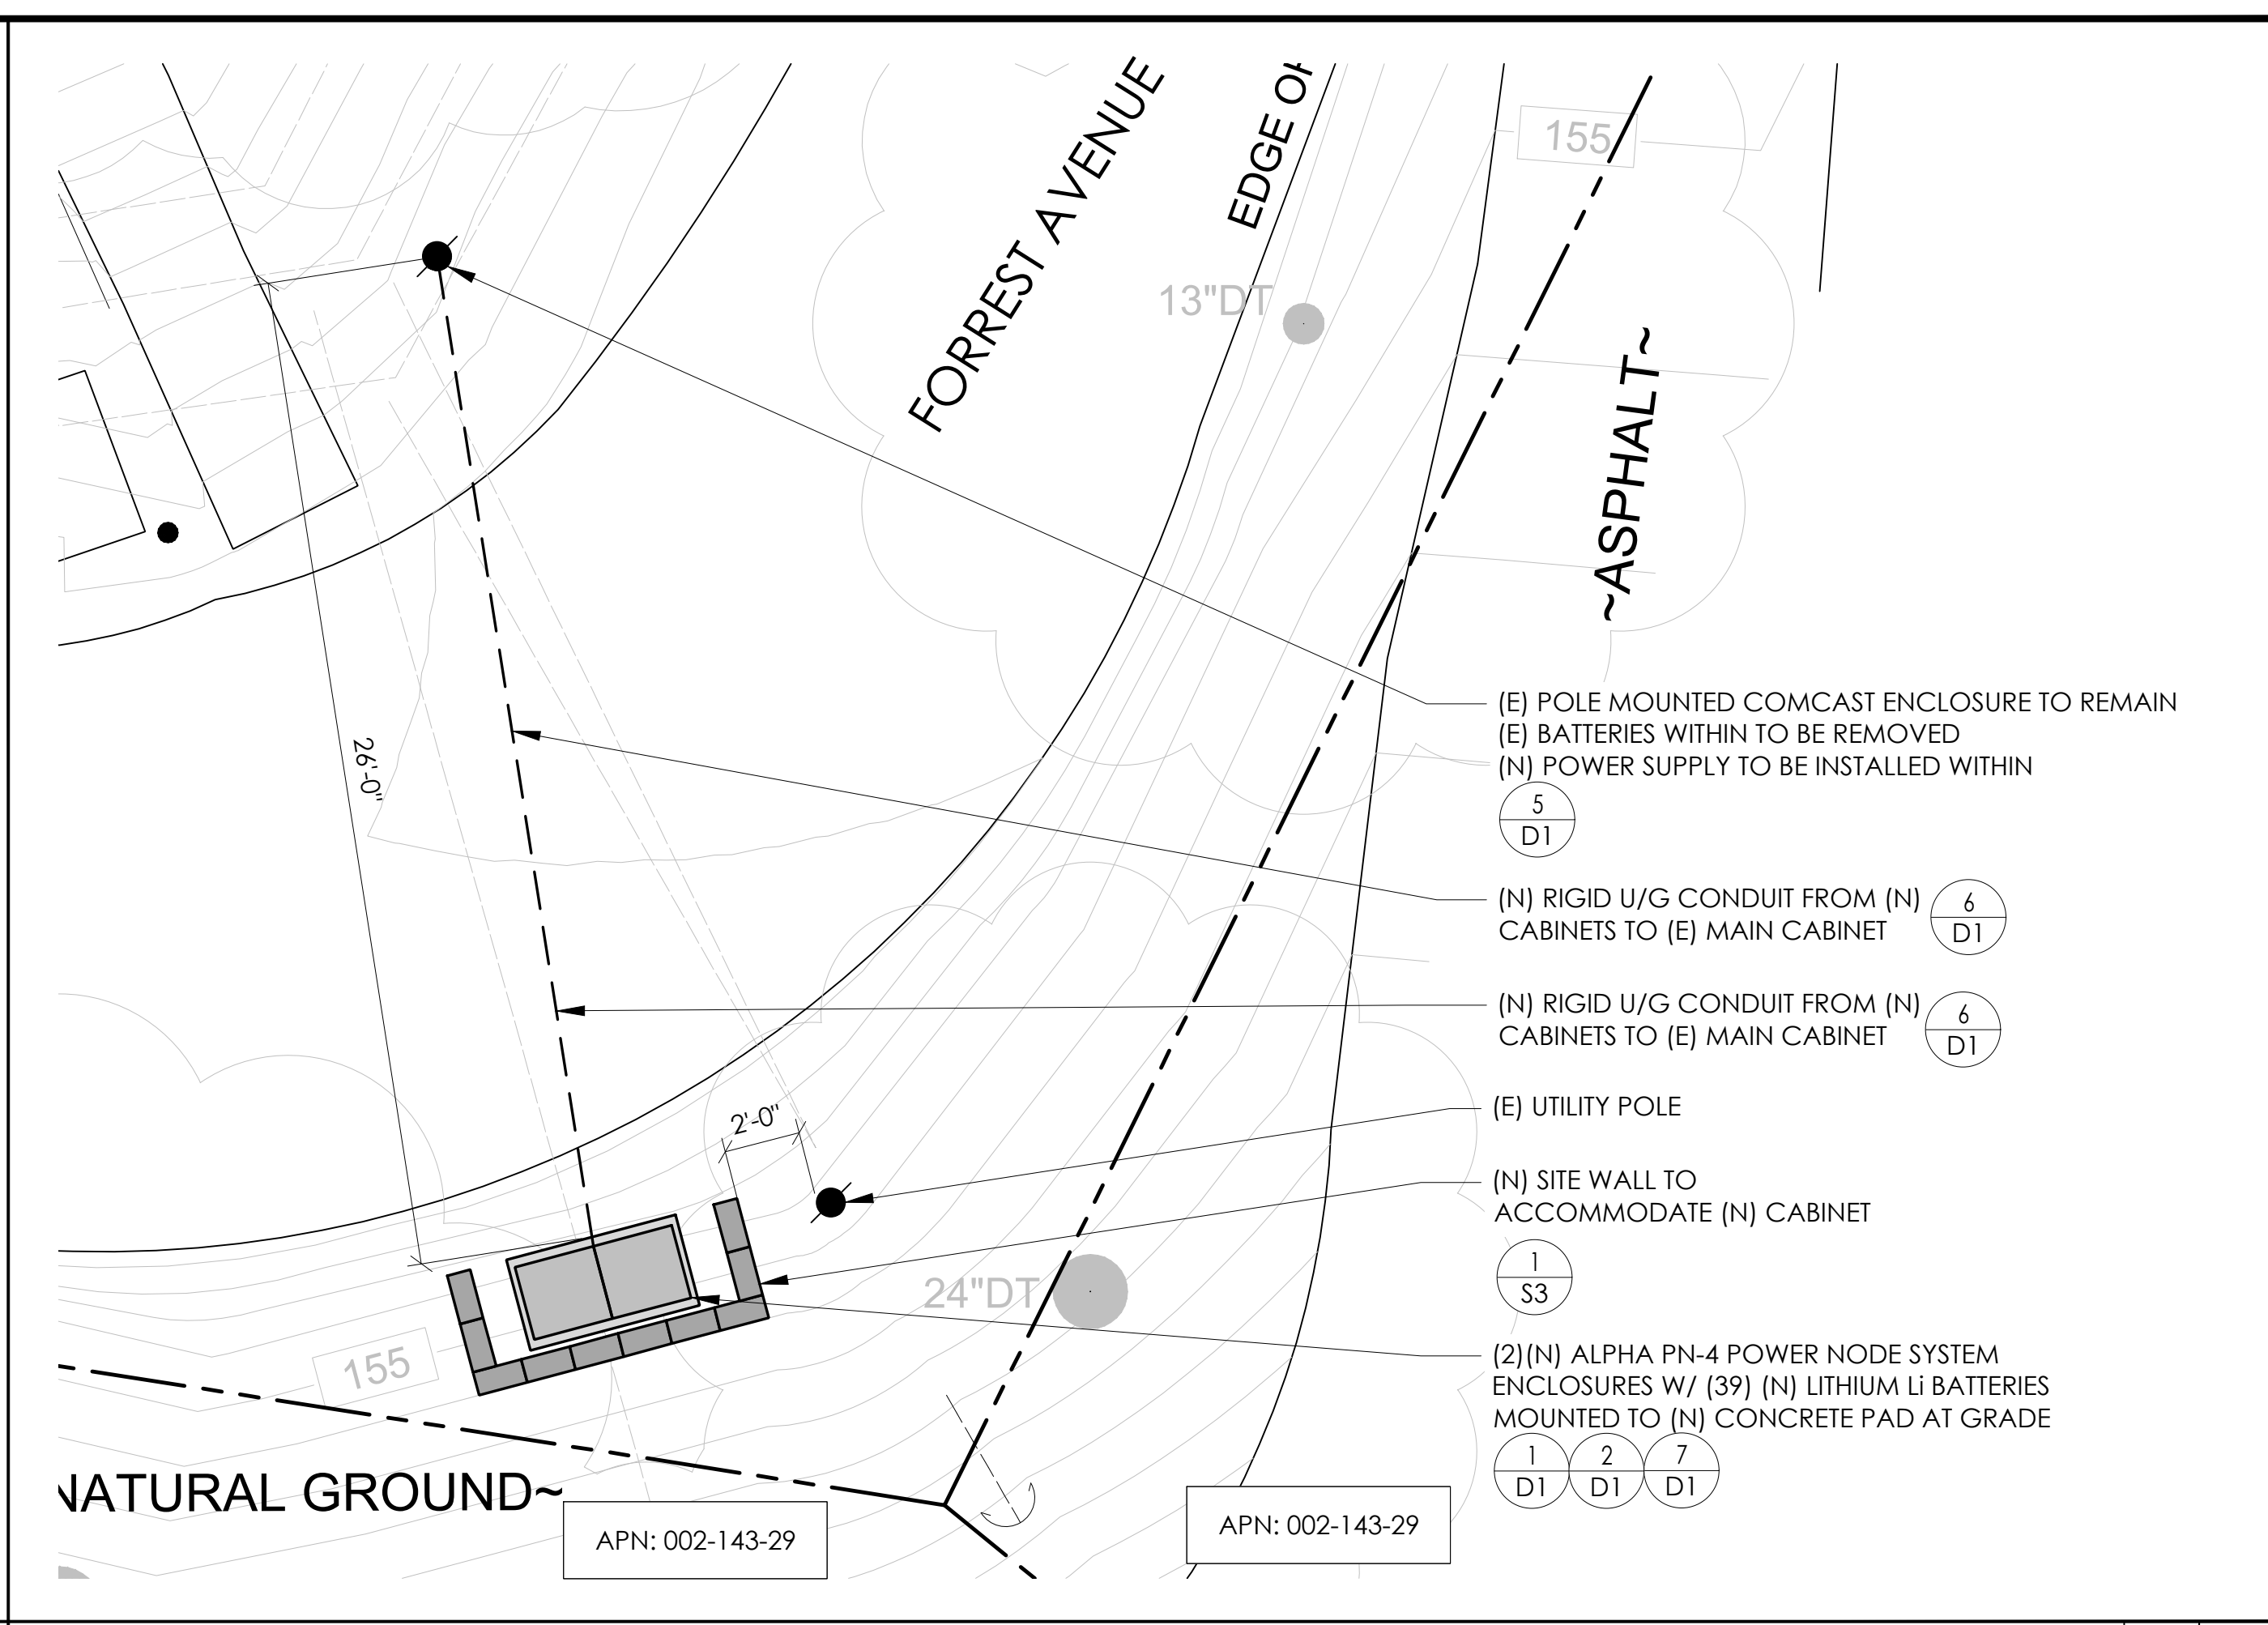 FORREST AVENUE
EDGE OF
155
13"DT
~ASPHALT~
26'-0"
(E) POLE MOUNTED COMCAST ENCLOSURE TO REMAIN
(E) BATTERIES WITHIN TO BE REMOVED
(N) POWER SUPPLY TO BE INSTALLED WITHIN
5
D1
(N) RIGID U/G CONDUIT FROM (N)
CABINETS TO (E) MAIN CABINET
6
D1
(N) RIGID U/G CONDUIT FROM (N)
CABINETS TO (E) MAIN CABINET
6
D1
2'-0"
(E) UTILITY POLE
(N) SITE WALL TO
ACCOMMODATE (N) CABINET
1
S3
24"DT
155
(2)(N) ALPHA PN-4 POWER NODE SYSTEM
ENCLOSURES W/ (39) (N) LITHIUM Li BATTERIES
MOUNTED TO (N) CONCRETE PAD AT GRADE
1 2 7
D1 D1 D1
NATURAL GROUND~
APN: 002-143-29
APN: 002-143-29